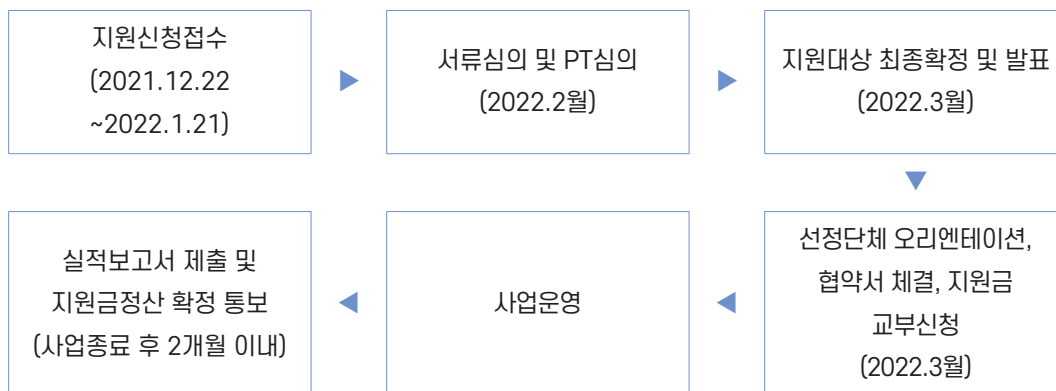 지원신청접수
(2021.12.22
~2022.1.21)
서류심의 및 PT심의
(2022.2월)
지원대상 최종확정 및 발표
(2022.3월)
선정단체 오리엔테이션,
협약서 체결, 지원금
교부신청
(2022.3월)
사업운영
실적보고서 제출 및
지원금정산 확정 통보
(사업종료 후 2개월 이내)